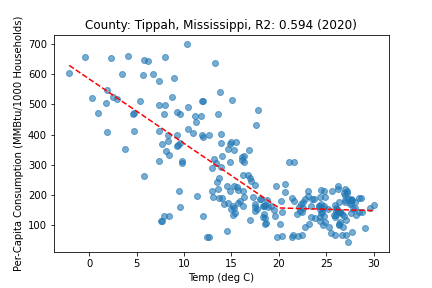 County: Tippah, Mississippi, R2: 0.594 (2020)
Per-Capita Consumption (MMBtu/1000 Households)
700
600
500
400
300
200
100
0 5 10 15 20 25 30
Temp (deg C)